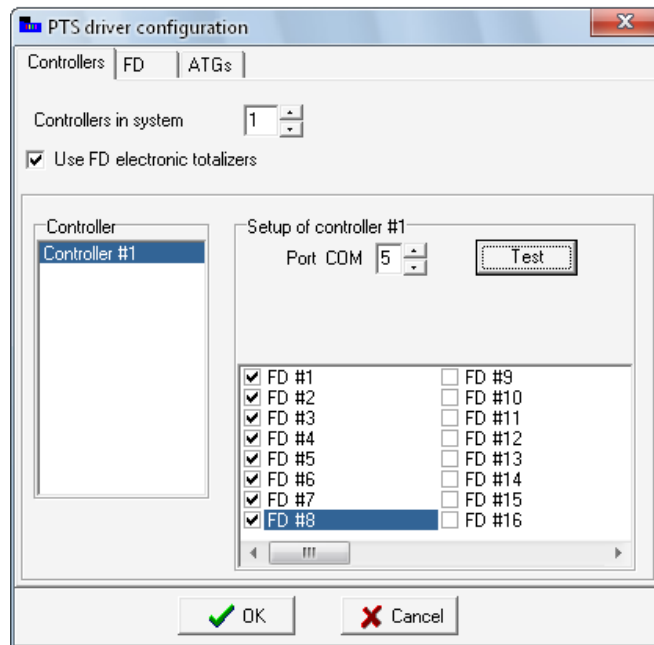 PTS driver configuration
Controllers FD ATGs
Controllers in system 1
Use FD electronic totalizers
Controller
Controller #1
Setup of controller #1
Port COM 5 Test
FD #1 FD #9
FD #2 FD #10
FD #3 FD #11
FD #4 FD #12
FD #5 FD #13
FD #6 FD #14
FD #7 FD #15
FD #8 FD #16
OK Cancel